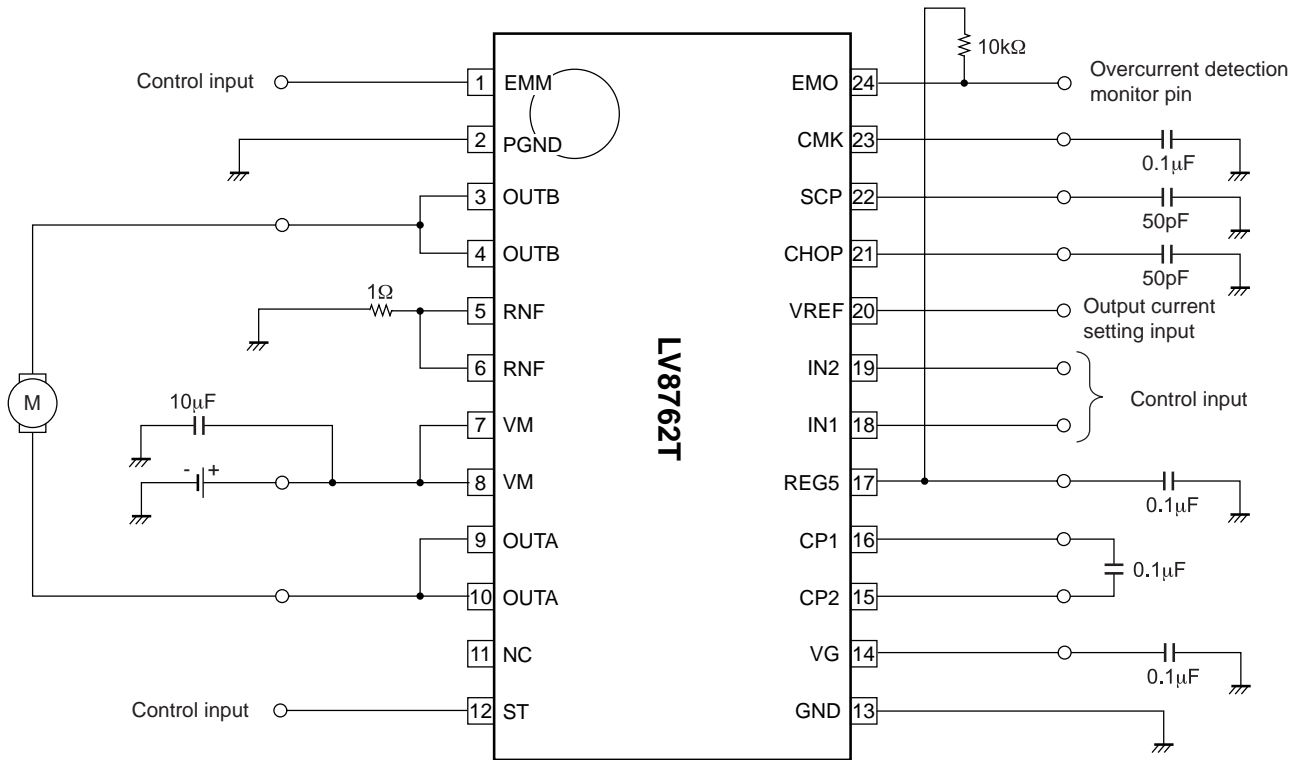 10kΩ
Control input
1 EMM
EMO 24
Overcurrent detection
monitor pin
2 PGND
CMK 23
0.1μF
3 OUTB
SCP 22
50pF
4 OUTB
CHOP 21
50pF
1Ω
5 RNF
VREF 20
Output current
setting input
6 RNF
IN2 19
LV8762T
M
10μF
7 VM
IN1 18
Control input
- +
8 VM
REG5 17
0.1μF
9 OUTA
CP1 16
0.1μF
10 OUTA
CP2 15
11 NC
VG 14
0.1μF
Control input
12 ST
GND 13